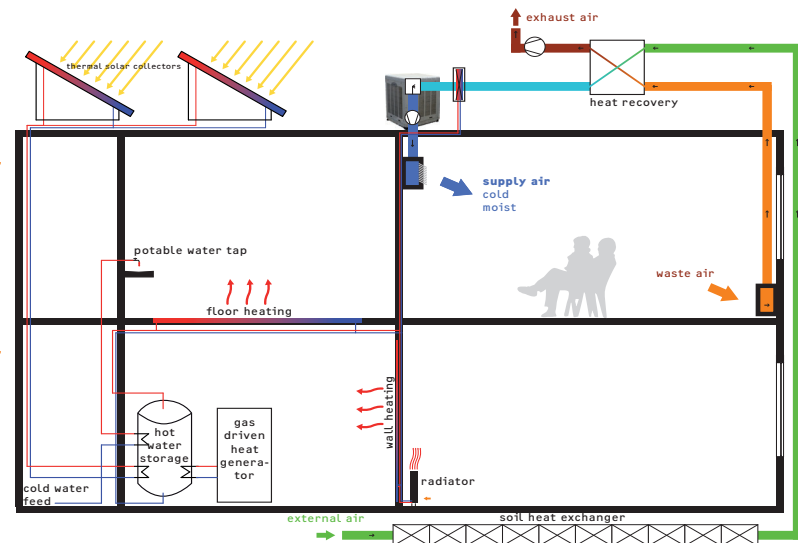 exhaust air
thermal solar collectors
heat recovery
supply air
cold
moist
potable water tap
waste air
floor heating
wall heating
hot
water
storage
gas
driven
heat
genera-
tor
radiator
cold water
feed
external air
soil heat exchanger